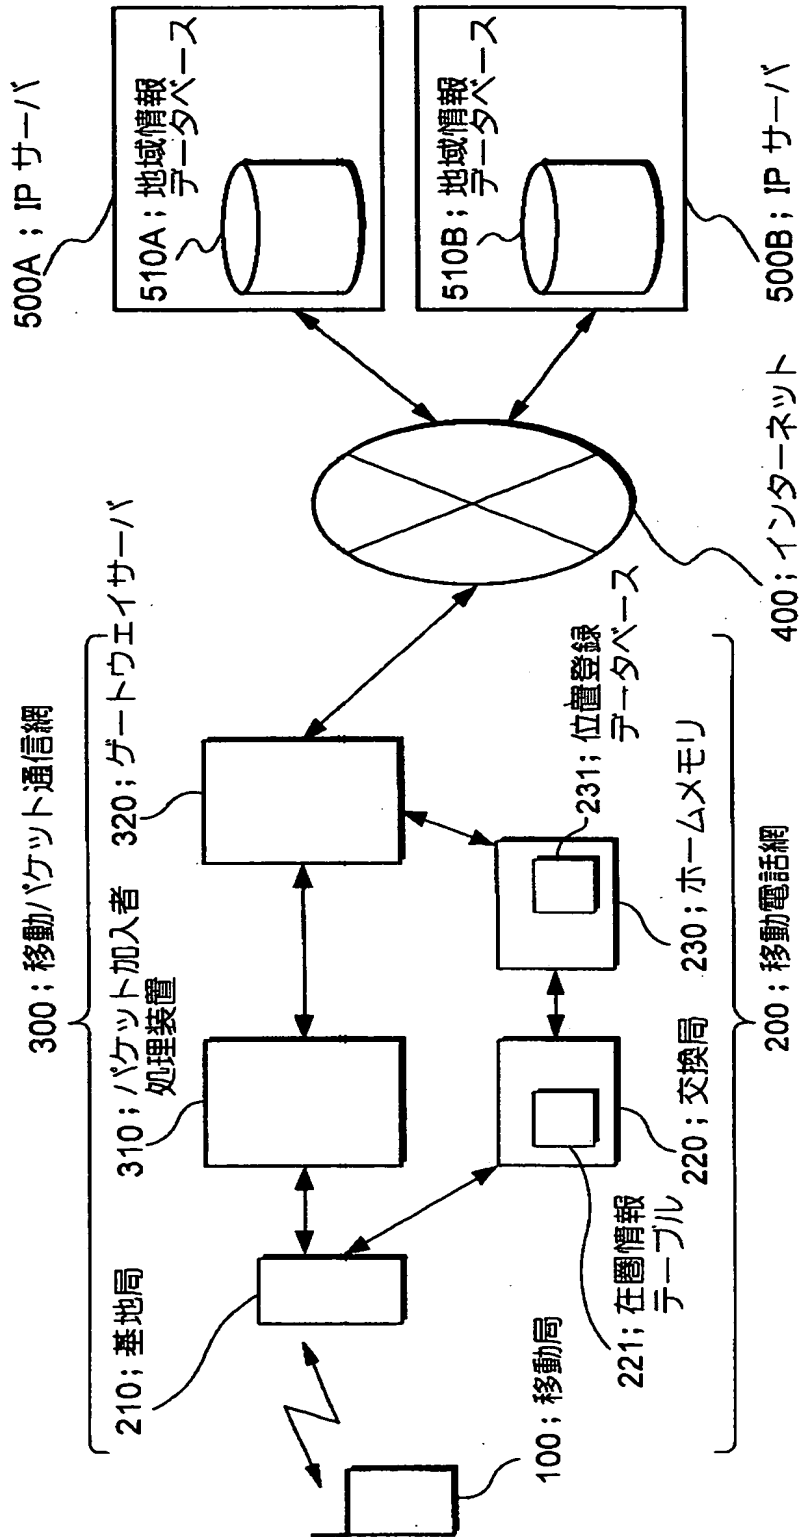 300；移動パケット通信網
210；基地局
310；パケット加入者
処理装置
320；ゲートウェイサーバ
500A；IP サーバ
510A；地域情報
データベース
510B；地域情報
データベース
500B；IP サーバ
400；インターネット
100；移動局
221；在圏情報
テーブル
220；交換局
231；位置登録
データベース
230；ホームメモリ
200；移動電話網